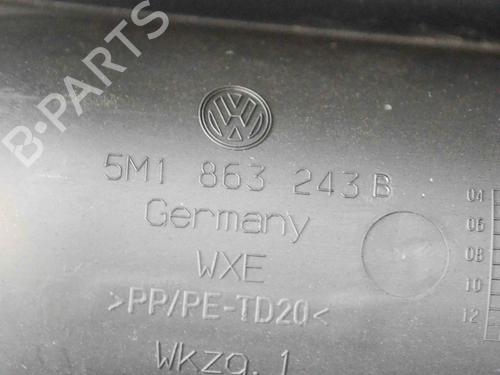 B-PARTS
5M1 863 243 B
Germany
WXE
>PP/PE-TD20<
Wkzg. 1
04
06
08
10
12